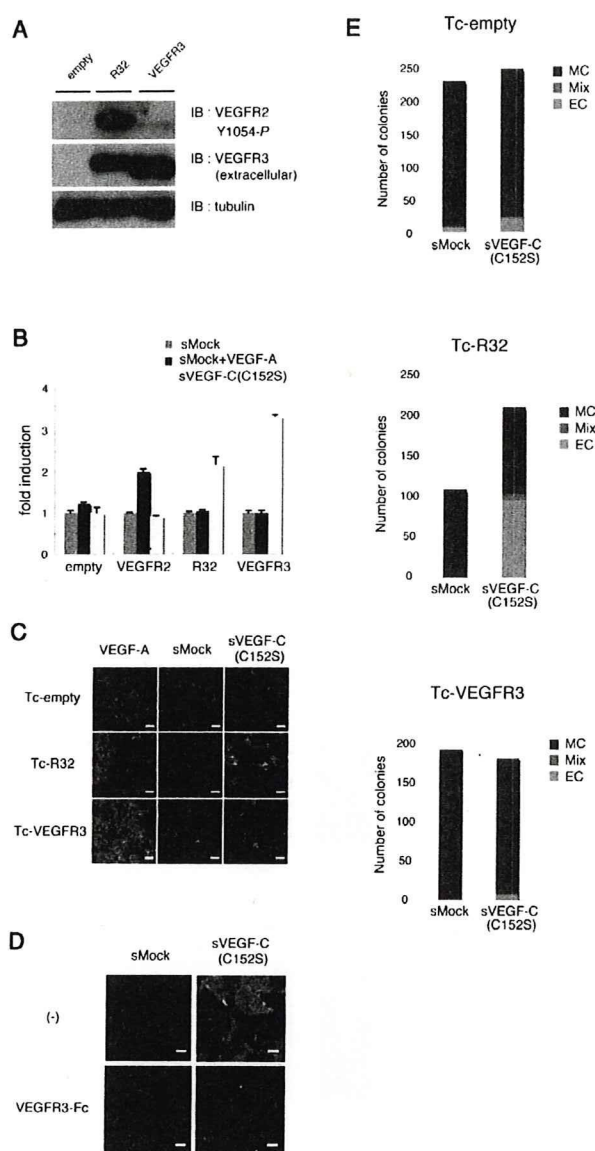 A
empty R32 VEGFR3
IB : VEGFR2
Y1054-P
IB : VEGFR3
(extracellular)
IB : tubulin
B
sMock
sMock+VEGF-A
sVEGF-C(C152S)
fold induction
4
3
2
1
0
empty VEGFR2 R32 VEGFR3
C
VEGF-A sMock sVEGF-C
(C152S)
Tc-empty
Tc-R32
Tc-VEGFR3
D
sMock sVEGF-C
(C152S)
(-)
VEGFR3-Fc
E
Tc-empty
Number of colonies
250
200
150
100
50
0
sMock sVEGF-C
(C152S)
MC
Mix
EC
Tc-R32
Number of colonies
250
200
150
100
50
0
sMock sVEGF-C
(C152S)
MC
Mix
EC
Tc-VEGFR3
Number of colonies
200
150
100
50
0
sMock sVEGF-C
(C152S)
MC
Mix
EC